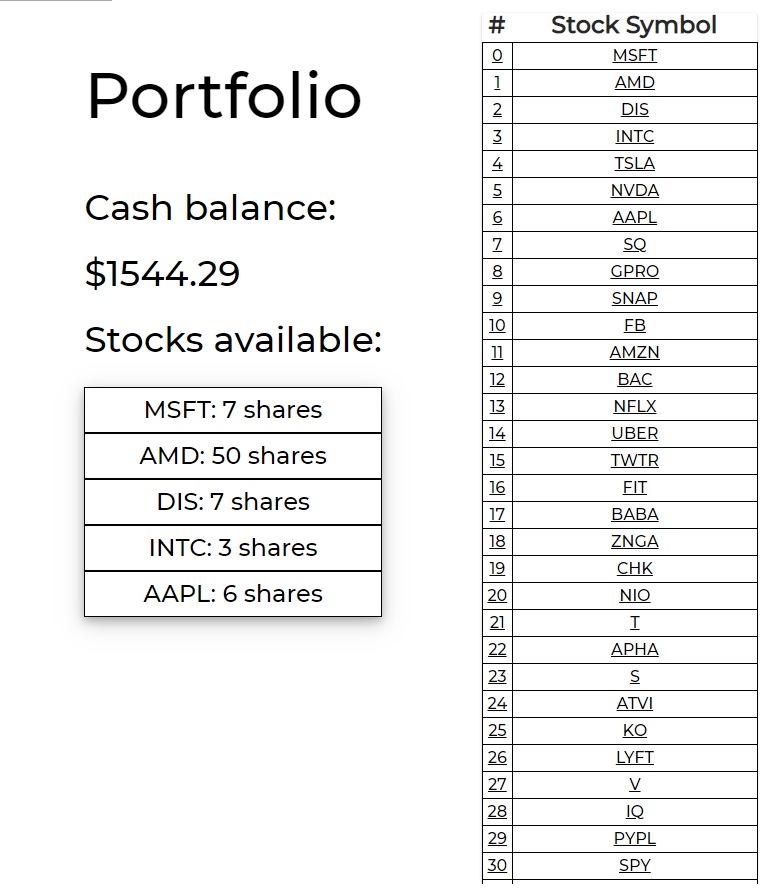 Portfolio
Cash balance:
$1544.29
Stocks available:
MSFT: 7 shares
AMD: 50 shares
DIS: 7 shares
INTC: 3 shares
AAPL: 6 shares
# Stock Symbol
0 MSFT
1 AMD
2 DIS
3 INTC
4 TSLA
5 NVDA
6 AAPL
7 SQ
8 GPRO
9 SNAP
10 FB
11 AMZN
12 BAC
13 NFLX
14 UBER
15 TWTR
16 FIT
17 BABA
18 ZNGA
19 CHK
20 NIO
21 T
22 APHA
23 S
24 ATVI
25 KO
26 LYFT
27 V
28 IQ
29 PYPL
30 SPY